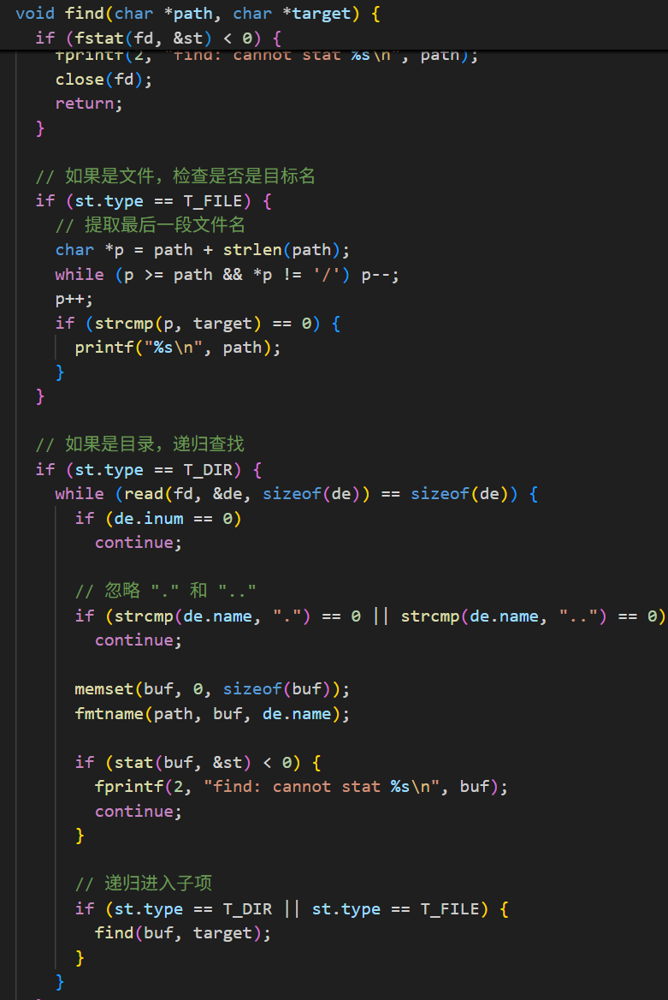 void find(char *path, char *target) {
  if (fstat(fd, &st) < 0) {
    fprintf(2, "find: cannot stat %s\n", path);
    close(fd);
    return;
  }

  // 如果是文件，检查是否是目标名
  if (st.type == T_FILE) {
    // 提取最后一段文件名
    char *p = path + strlen(path);
    while (p >= path && *p != '/') p--;
    p++;
    if (strcmp(p, target) == 0) {
      printf("%s\n", path);
    }
  }

  // 如果是目录，递归查找
  if (st.type == T_DIR) {
    while (read(fd, &de, sizeof(de)) == sizeof(de)) {
      if (de.inum == 0)
        continue;

      // 忽略 "." 和 ".."
      if (strcmp(de.name, ".") == 0 || strcmp(de.name, "..") == 0)
        continue;

      memset(buf, 0, sizeof(buf));
      fmtname(path, buf, de.name);

      if (stat(buf, &st) < 0) {
        fprintf(2, "find: cannot stat %s\n", buf);
        continue;
      }

      // 递归进入子项
      if (st.type == T_DIR || st.type == T_FILE) {
        find(buf, target);
      }
    }